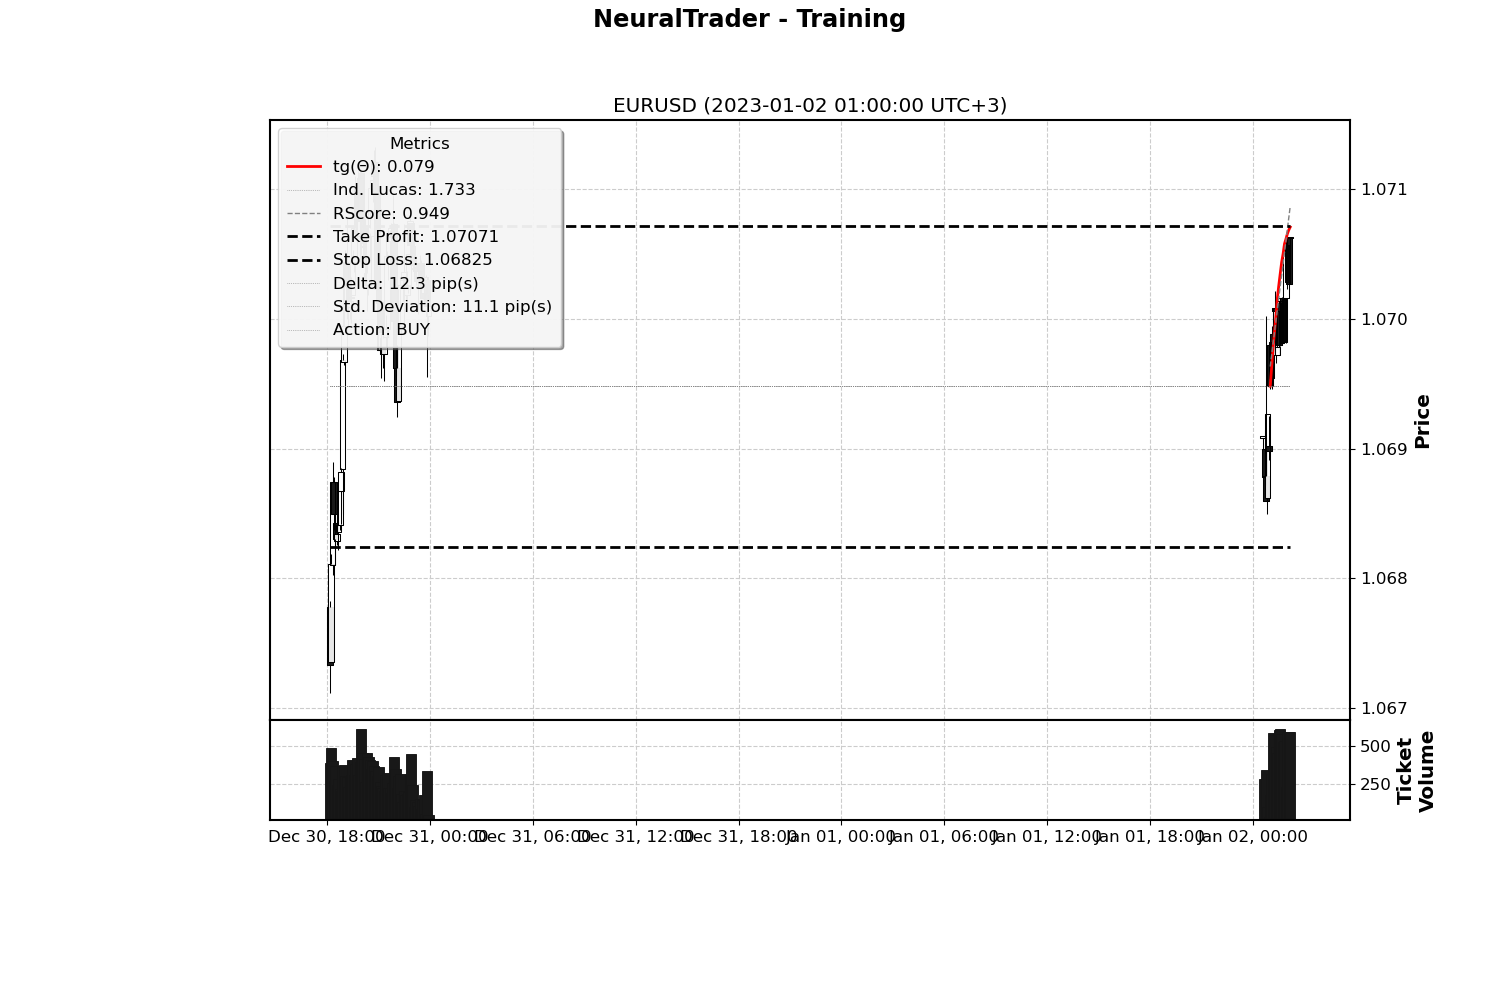 NeuralTrader - Training
EURUSD (2023-01-02 01:00:00 UTC+3)
Metrics
tg(Θ): 0.079
Ind. Lucas: 1.733
RScore: 0.949
Take Profit: 1.07071
Stop Loss: 1.06825
Delta: 12.3 pip(s)
Std. Deviation: 11.1 pip(s)
Action: BUY
1.071
1.070
1.069
1.068
1.067
Price
500
250
Ticket
Volume
Dec 30, 18:00
Dec 31, 00:00
Dec 31, 06:00
Dec 31, 12:00
Dec 31, 18:00
Jan 01, 00:00
Jan 01, 06:00
Jan 01, 12:00
Jan 01, 18:00
Jan 02, 00:00